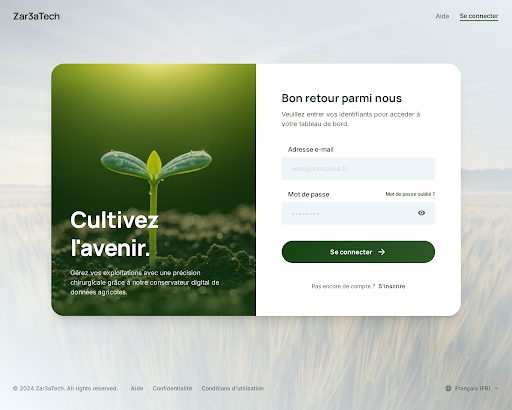 Zar3aTech
Aide
Se connecter
Cultivez
l'avenir.
Gérez vos exploitations avec une précision
chirurgicale grâce à notre conservateur digital de
données agricoles.
Bon retour parmi nous
Veuillez entrer vos identifiants pour accéder à
votre tableau de bord.
Adresse e-mail
nom@entreprise.fr
Mot de passe
Mot de passe oublié ?
Se connecter
Pas encore de compte ? S'inscrire
© 2024 Zar3aTech. All rights reserved.
Aide
Confidentialité
Conditions d'utilisation
Français (FR)